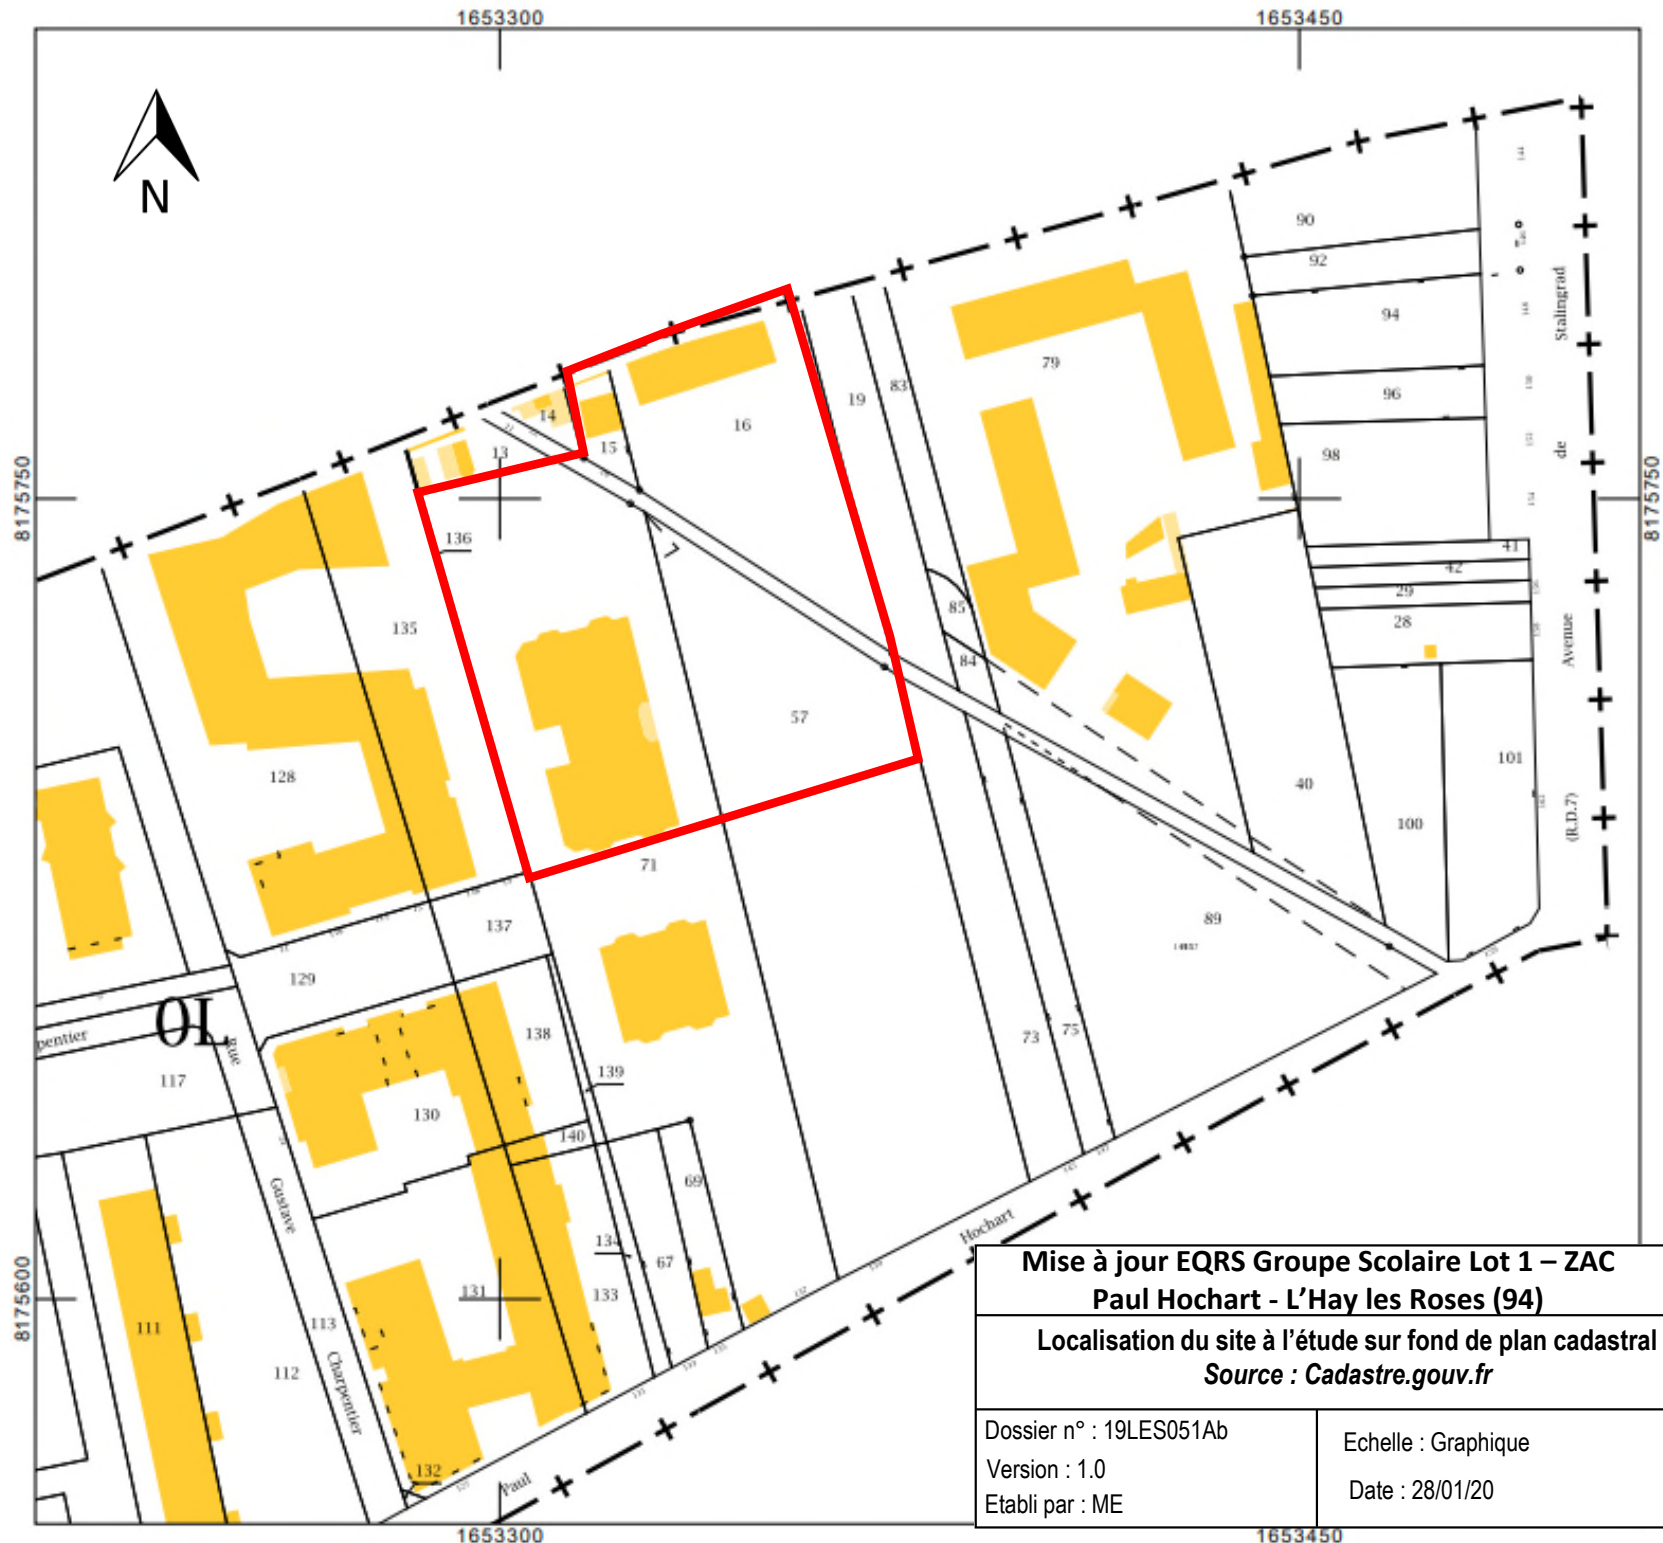 1653300
1653450
N
144
90
92
94
96
98
Stalingrad
de
Avenue
(R.D.7)
8175750
8175750
79
19
83
16
14
15
13
136
135
7
85
84
57
41
42
29
28
128
40
101
100
71
89
137
129
0L
pentier
Rue
138
139
117
130
140
73
75
69
Gustave
134
67
Hochart
8175600
131
133
113
111
112
Charpentier
132
Paul
Mise à jour EQRS Groupe Scolaire Lot 1 – ZAC
Paul Hochart - L’Hay les Roses (94)
Localisation du site à l’étude sur fond de plan cadastral
Source : Cadastre.gouv.fr
Dossier n° : 19LES051Ab
Version : 1.0
Etabli par : ME
Echelle : Graphique
Date : 28/01/20
1653300
1653450